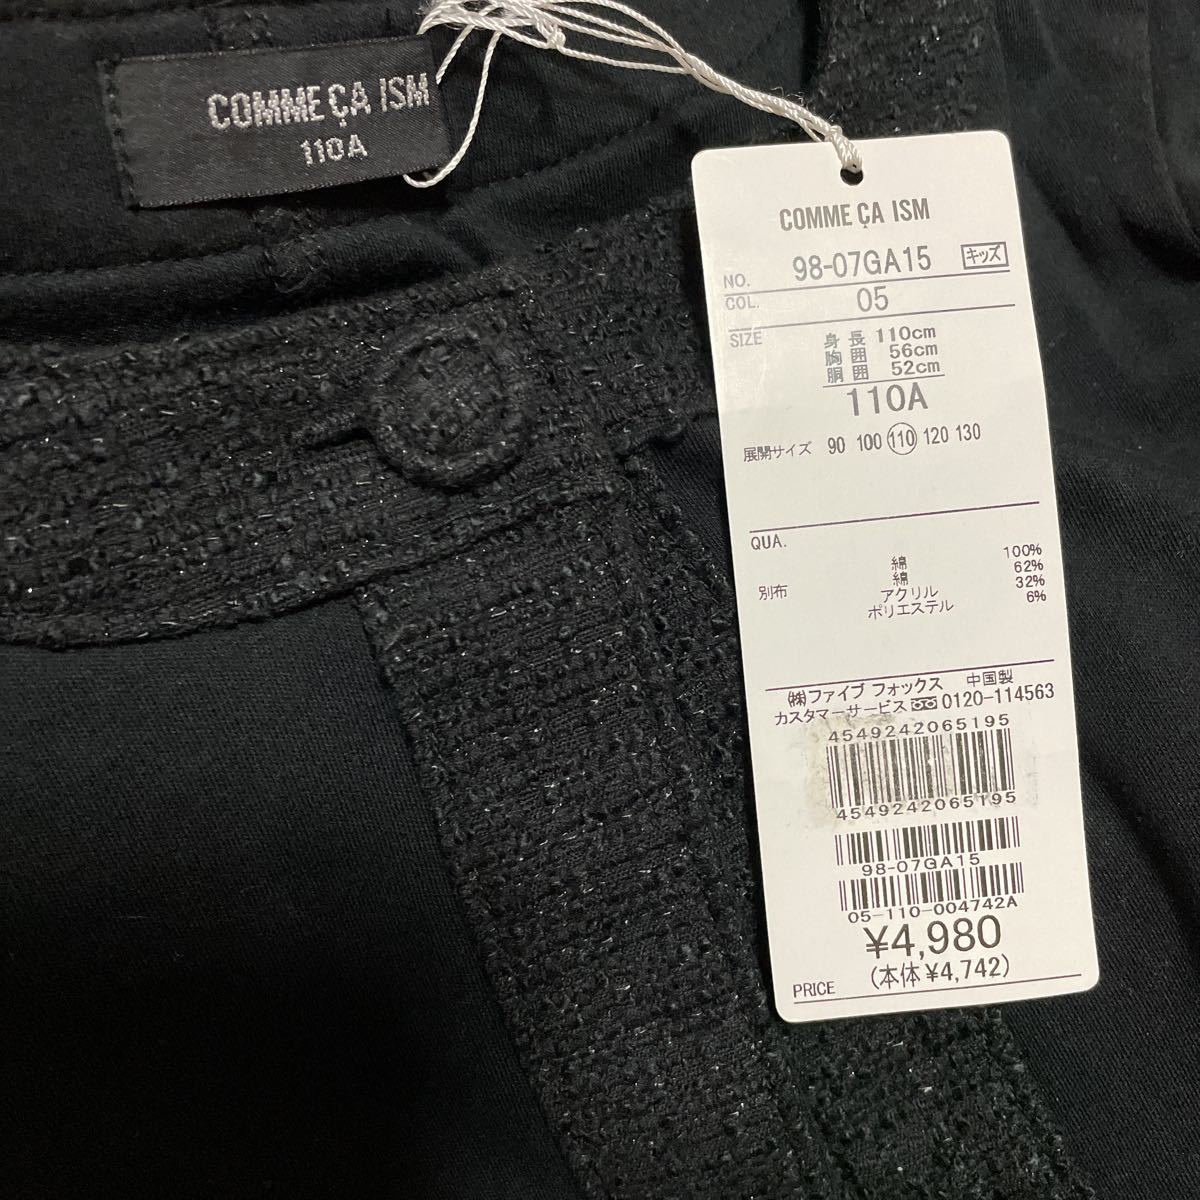 COMME ÇA ISM
110A
COMME ÇA ISM
NO. 98-07GA15 キッズ
COL. 05
SIZE 身長 110cm
胸囲 56cm
胴囲 52cm
110A
展開サイズ 90 100 110 120 130
QUA.
綿 100%
別布 綿 62%
アクリル 32%
ポリエステル 6%
㈱ファイブ フォックス 中国製
カスタマーサービス 0120-114563
4549242065195
4549242065195
98-07GA15
05-110-004742A
¥4,980
PRICE (本体¥4,742)